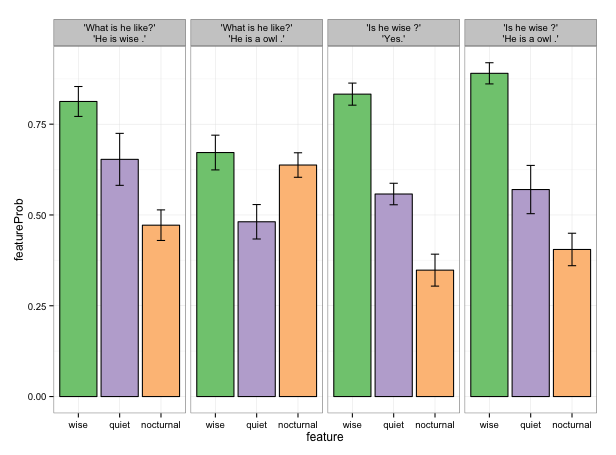 'What is he like?' 'What is he like?' 'Is he wise ?' 'Is he wise ?'
'He is wise .' 'He is a owl .' 'Yes.' 'He is a owl .'
0.75
0.50
0.25
0.00
featureProb
wise quiet nocturnal wise quiet nocturnal wise quiet nocturnal wise quiet nocturnal
feature